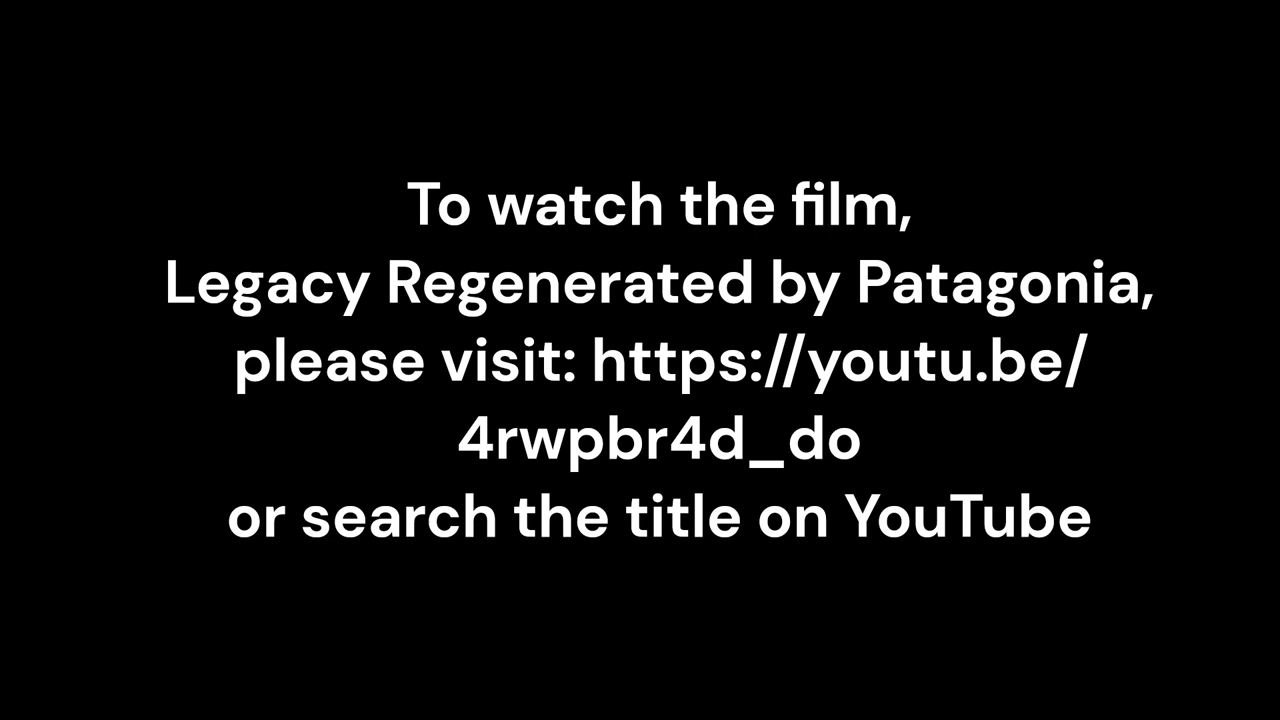 To watch the film,
Legacy Regenerated by Patagonia,
please visit: https://youtu.be/
4rwpbr4d_do
or search the title on YouTube